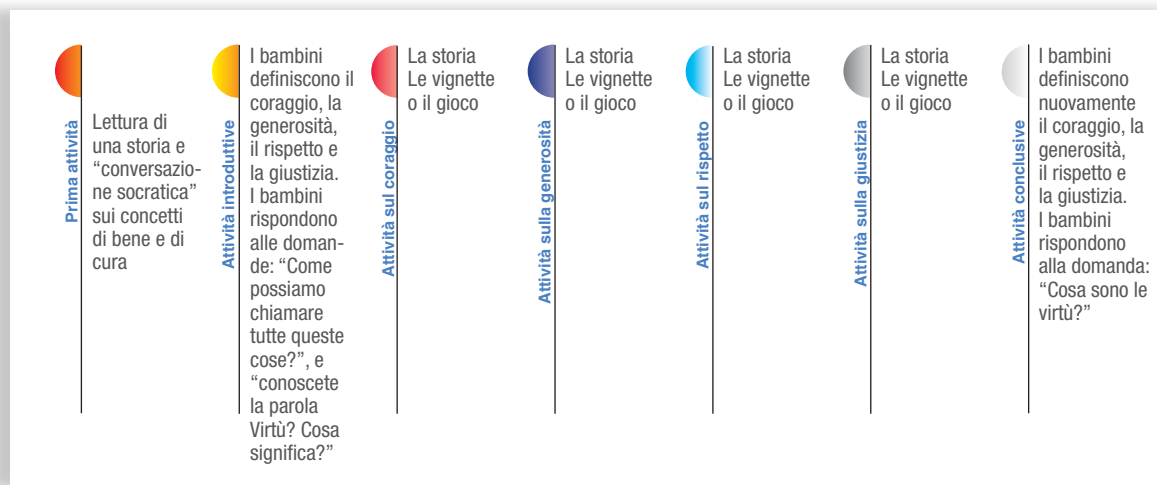 Prima attività
Lettura di
una storia e
“conversazio-
ne socratica”
sui concetti
di bene e di
cura
Attività introduttive
I bambini
definiscono il
coraggio, la
generosità,
il rispetto e
la giustizia.
I bambini
rispondono
alle doman-
de: “Come
possiamo
chiamare
tutte queste
cose?”, e
“conoscete
la parola
Virtù? Cosa
significa?”
Attività sul coraggio
La storia
Le vignette
o il gioco
Attività sulla generosità
La storia
Le vignette
o il gioco
Attività sul rispetto
La storia
Le vignette
o il gioco
Attività sulla giustizia
La storia
Le vignette
o il gioco
Attività conclusive
I bambini
definiscono
nuovamente
il coraggio, la
generosità,
il rispetto e
la giustizia.
I bambini
rispondono
alla domanda:
“Cosa sono le
virtù?”